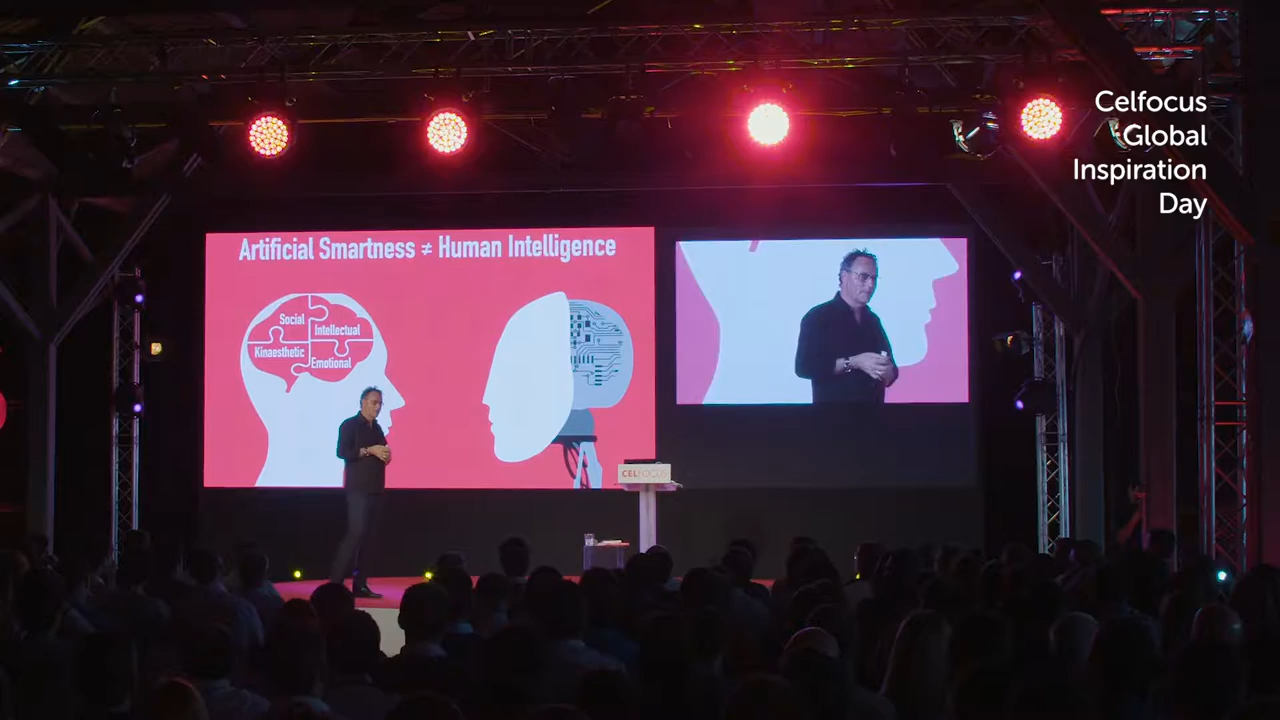 Celfocus
Global
Inspiration
Day
Artificial Smartness ≠ Human Intelligence
Social
Intellectual
Kinaesthetic
Emotional
CELFOCUS